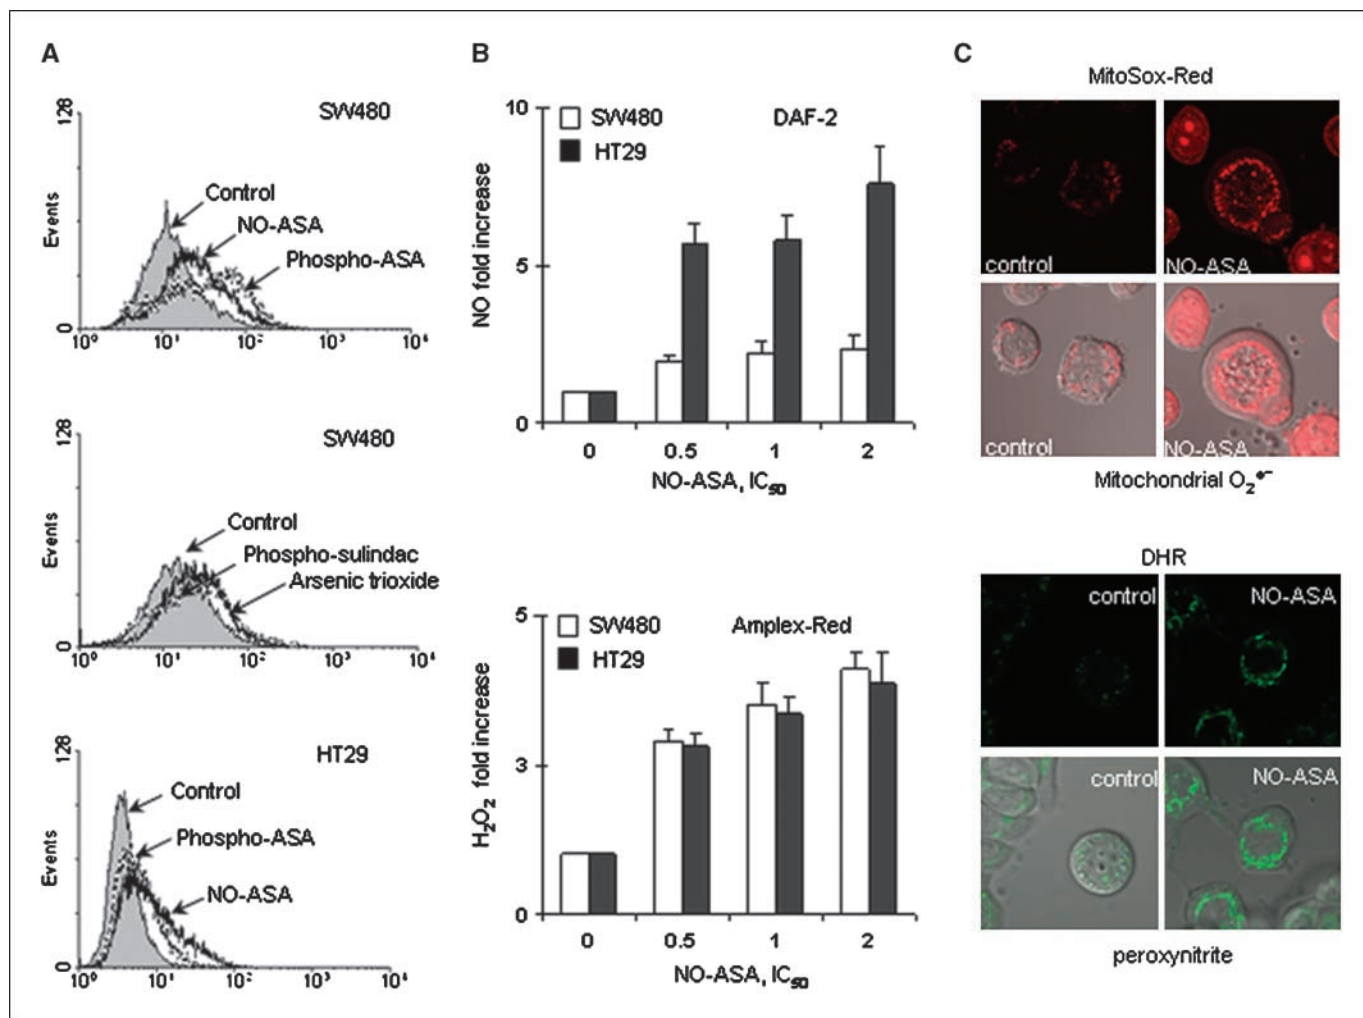 A
SW480
128
Events
0
Control
NO-ASA
Phospho-ASA
10⁰ 10¹ 10² 10³ 10⁴
SW480
128
Events
0
Control
Phospho-sulindac
Arsenic trioxide
10⁰ 10¹ 10² 10³ 10⁴
HT29
128
Events
0
Control
Phospho-ASA
NO-ASA
10⁰ 10¹ 10² 10³ 10⁴
B
10
5
0
NO fold increase
SW480
HT29
DAF-2
0 0.5 1 2
NO-ASA, IC₅₀
5
3
0
H₂O₂ fold increase
SW480
HT29
Amplex-Red
0 0.5 1 2
NO-ASA, IC₅₀
C
MitoSox-Red
control
NO-ASA
control
NO-ASA
Mitochondrial O₂•⁻
DHR
control
NO-ASA
control
NO-ASA
peroxynitrite